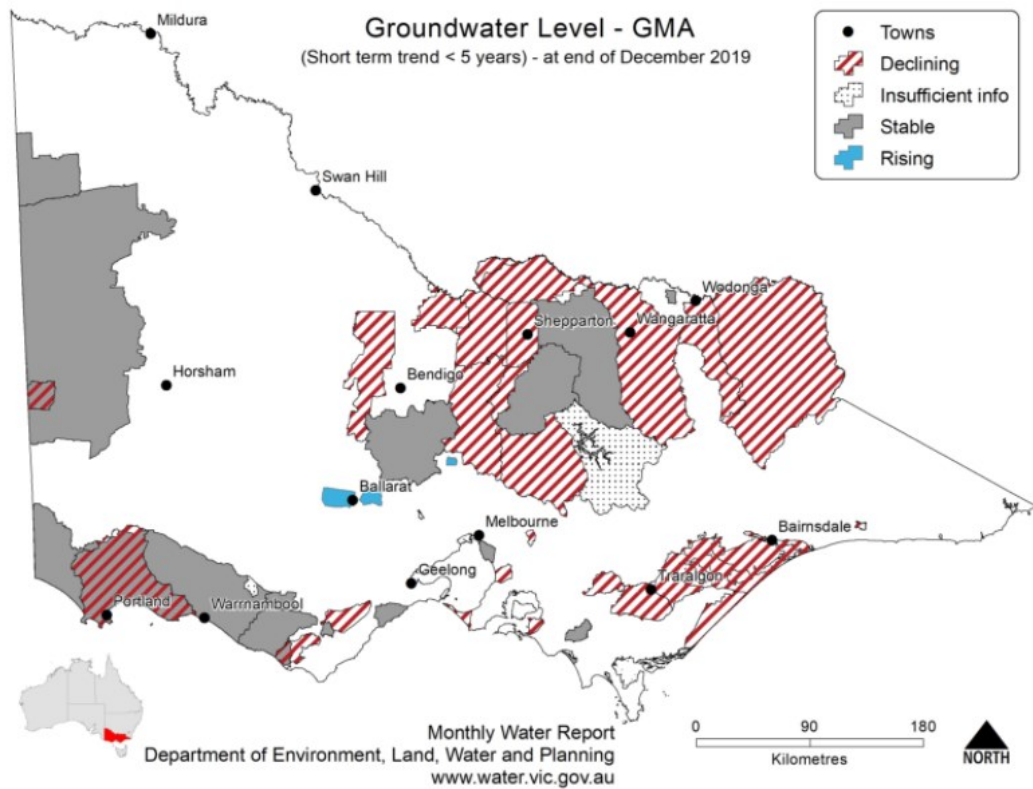 Groundwater Level - GMA
(Short term trend < 5 years) - at end of December 2019
Towns
Declining
Insufficient info
Stable
Rising
Mildura
Swan Hill
Wodonga
Shepparton
Wangaratta
Horsham
Bendigo
Ballarat
Melbourne
Bairnsdale
Geelong
Traralgon
Portland
Warrnambool
Monthly Water Report
Department of Environment, Land, Water and Planning
www.water.vic.gov.au
0 90 180
Kilometres
NORTH